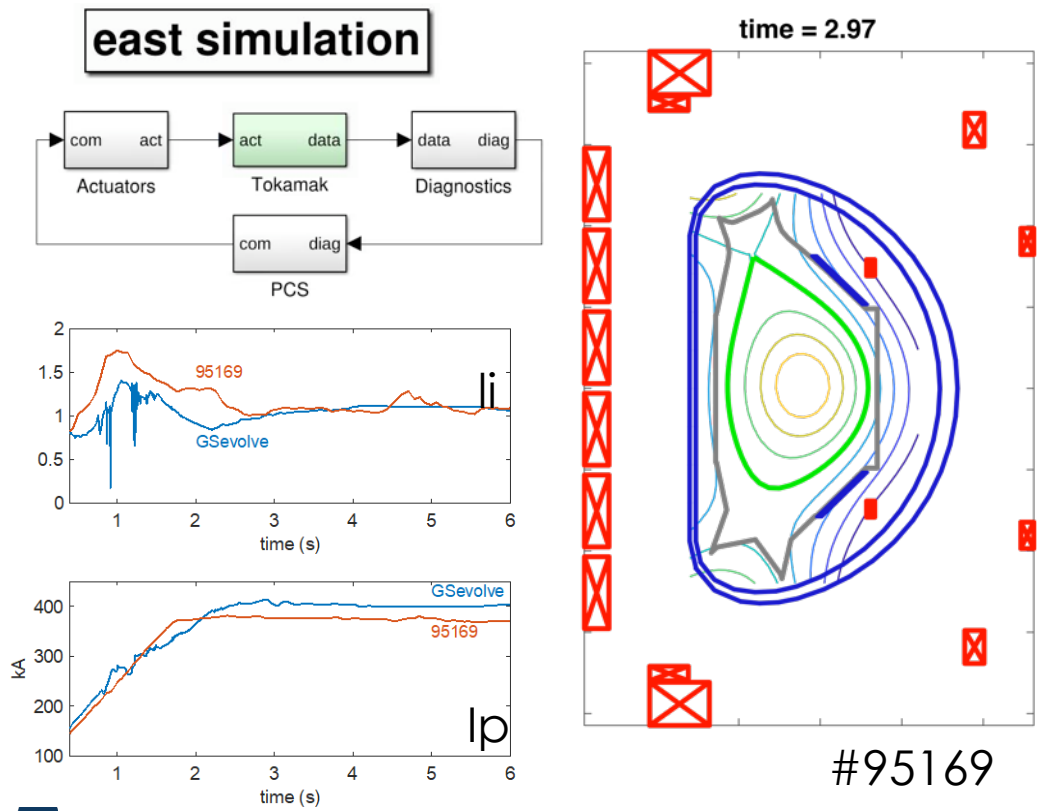 east simulation
com act
Actuators
act data
Tokamak
data diag
Diagnostics
com diag
PCS
2
1.5
1
0.5
0
95169
GSevolve
li
1 2 3 4 5 6
time (s)
400
300
200
100
kA
GSevolve
95169
Ip
1 2 3 4 5 6
time (s)
time = 2.97
#95169